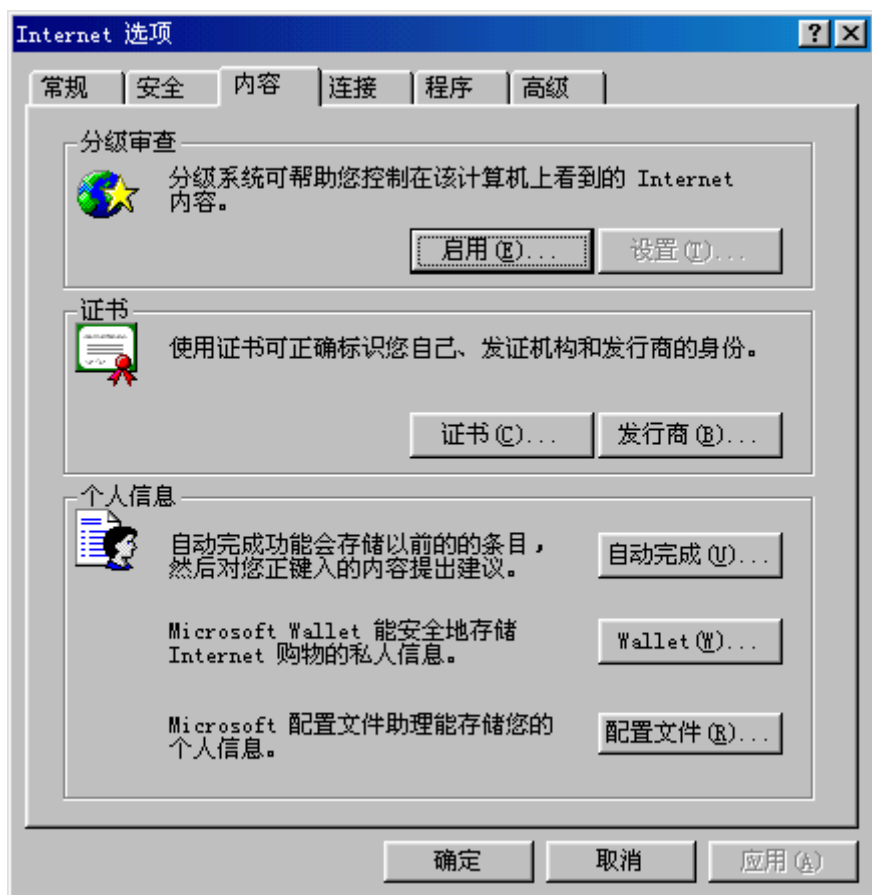 Internet 选项
常规 安全 内容 连接 程序 高级
分级审查
分级系统可帮助您控制在该计算机上看到的 Internet
内容。
启用(E)... 设置(T)...
证书
使用证书可正确标识您自己、发证机构和发行商的身份。
证书(C)... 发行商(B)...
个人信息
自动完成功能会存储以前的的条目，
然后对您正键入的内容提出建议。
自动完成(U)...
Microsoft Wallet 能安全地存储
Internet 购物的私人信息。
Wallet(W)...
Microsoft 配置文件助理能存储您的
个人信息。
配置文件(R)...
确定 取消 应用(A)